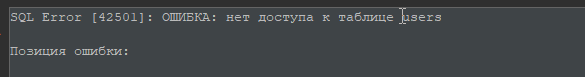 SQL Error [42501]: ОШИБКА: нет доступа к таблице users
Позиция ошибки: